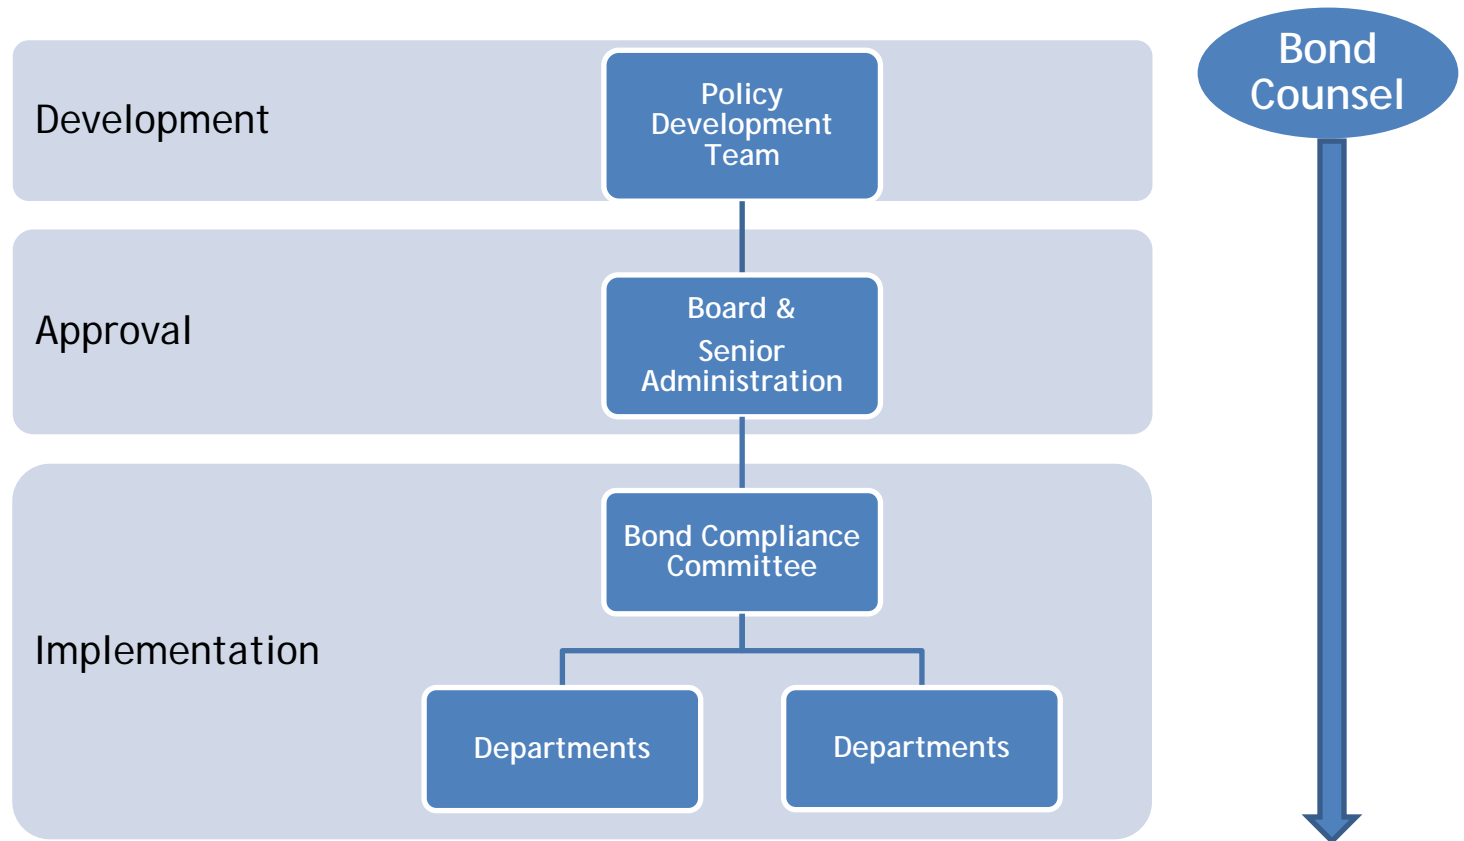 Bond
Counsel
Development
Policy
Development
Team
Approval
Board &
Senior
Administration
Implementation
Bond Compliance
Committee
Departments
Departments